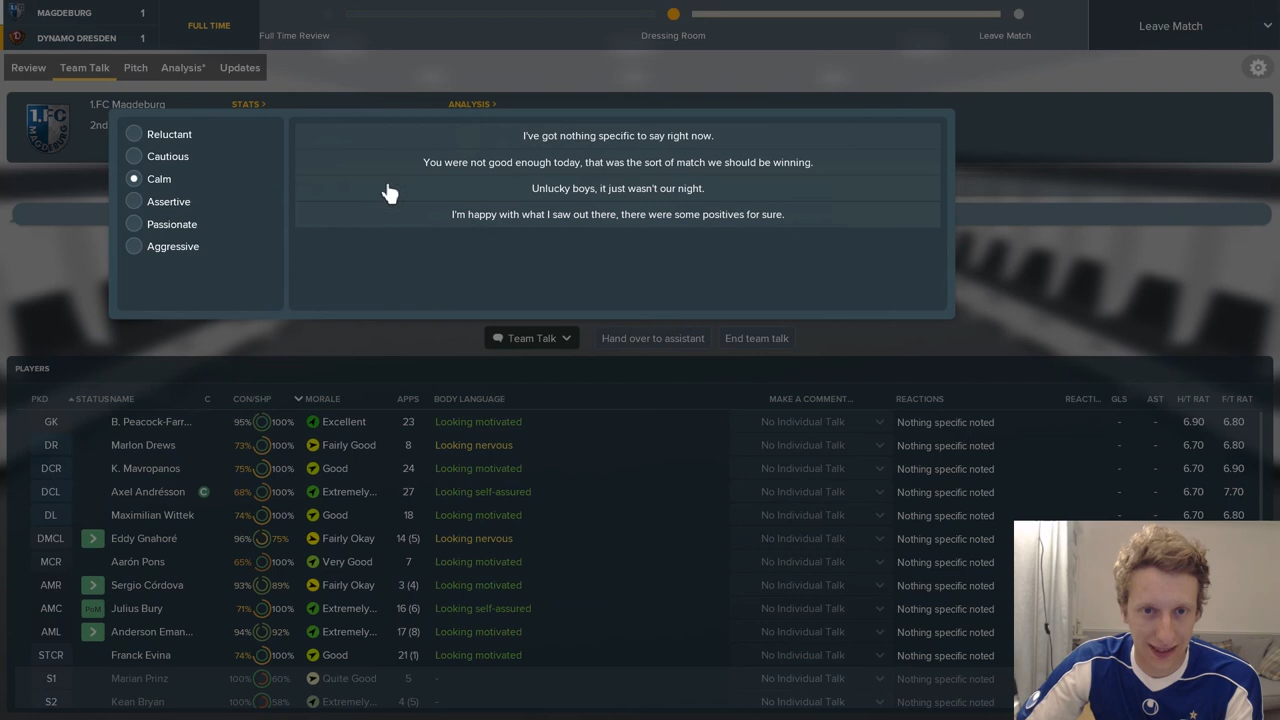 MAGDEBURG 1
DYNAMO DRESDEN 1
FULL TIME
Full Time Review
Dressing Room
Leave Match
Leave Match
Review Team Talk Pitch Analysis* Updates
1.FC Magdeburg STATS > ANALYSIS >
2nd
1.FC
MAGDEBURG
Reluctant
Cautious
Calm
Assertive
Passionate
Aggressive
I've got nothing specific to say right now.
You were not good enough today, that was the sort of match we should be winning.
Unlucky boys, it just wasn't our night.
I'm happy with what I saw out there, there were some positives for sure.
Team Talk Hand over to assistant End team talk
PLAYERS
PKD STATUS NAME C CON/SHP MORALE APPS BODY LANGUAGE MAKE A COMMENT... REACTIONS REACTI... GLS AST H/T RAT F/T RAT
GK B. Peacock-Farr... 95% 100% Excellent 23 Looking motivated No Individual Talk Nothing specific noted - - 6.90 6.80
DR Marlon Drews 73% 100% Fairly Good 8 Looking nervous No Individual Talk Nothing specific noted - - 6.70 6.80
DCR K. Mavropanos 75% 100% Good 24 Looking motivated No Individual Talk Nothing specific noted - - 6.70 6.90
DCL Axel Andrésson C 68% 100% Extremely... 27 Looking self-assured No Individual Talk Nothing specific noted - - 6.70 7.70
DL Maximilian Wittek 74% 100% Good 18 Looking motivated No Individual Talk Nothing specific noted - - 6.70 6.80
DMCL Eddy Gnahoré 96% 75% Fairly Okay 14 (5) Looking nervous No Individual Talk Nothing specific noted
MCR Aarón Pons 65% 100% Very Good 7 Looking motivated No Individual Talk Nothing specific noted
AMR Sergio Córdova 93% 89% Fairly Okay 3 (4) Looking motivated No Individual Talk Nothing specific noted
AMC PoM Julius Bury 71% 100% Extremely... 16 (6) Looking self-assured No Individual Talk Nothing specific noted
AML Anderson Eman... 94% 92% Extremely... 17 (8) Looking motivated No Individual Talk Nothing specific noted
STCR Franck Evina 74% 100% Good 21 (1) Looking motivated No Individual Talk Nothing specific noted
S1 Marian Prinz 100% 60% Quite Good 5 - No Individual Talk Nothing specific noted
S2 Kean Bryan 100% 58% Extremely... 4 (5) - No Individual Talk Nothing specific noted